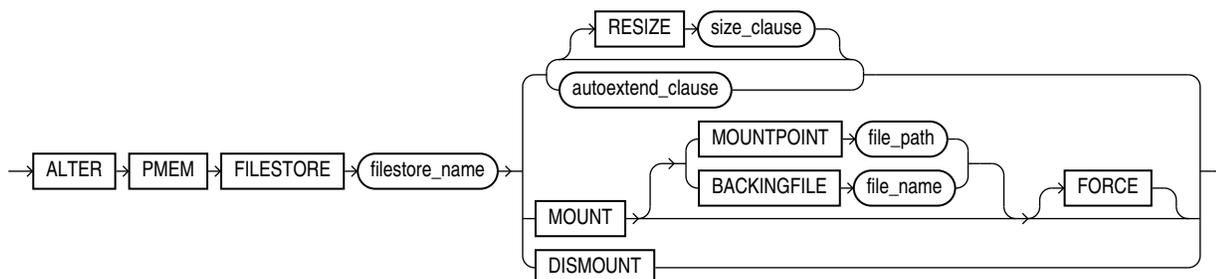 RESIZE size_clause
autoextend_clause
MOUNTPOINT file_path
ALTER PMEM FILESTORE filestore_name
BACKINGFILE file_name FORCE
MOUNT
DISMOUNT